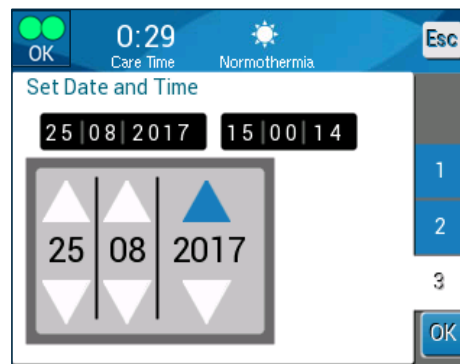 OK 0:29 Esc
Care Time Normothermia
Set Date and Time
25|08|2017 15|00|14
1
25 08 2017
2
3
OK